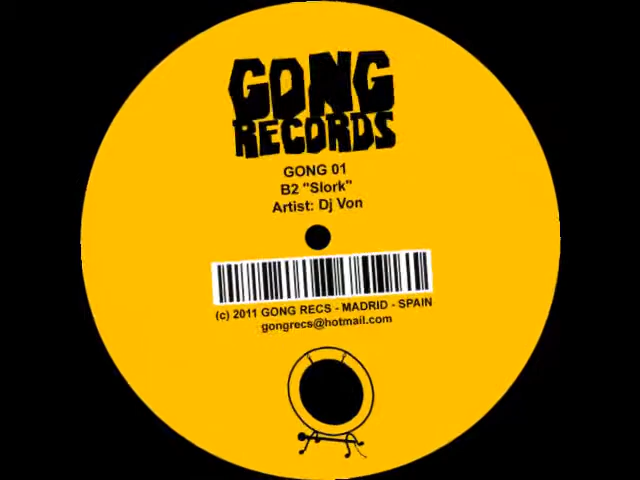 GONG
RECORDS
GONG 01
B2 "Slork"
Artist: Dj Von
(c) 2011 GONG RECS - MADRID - SPAIN
gongrecs@hotmail.com